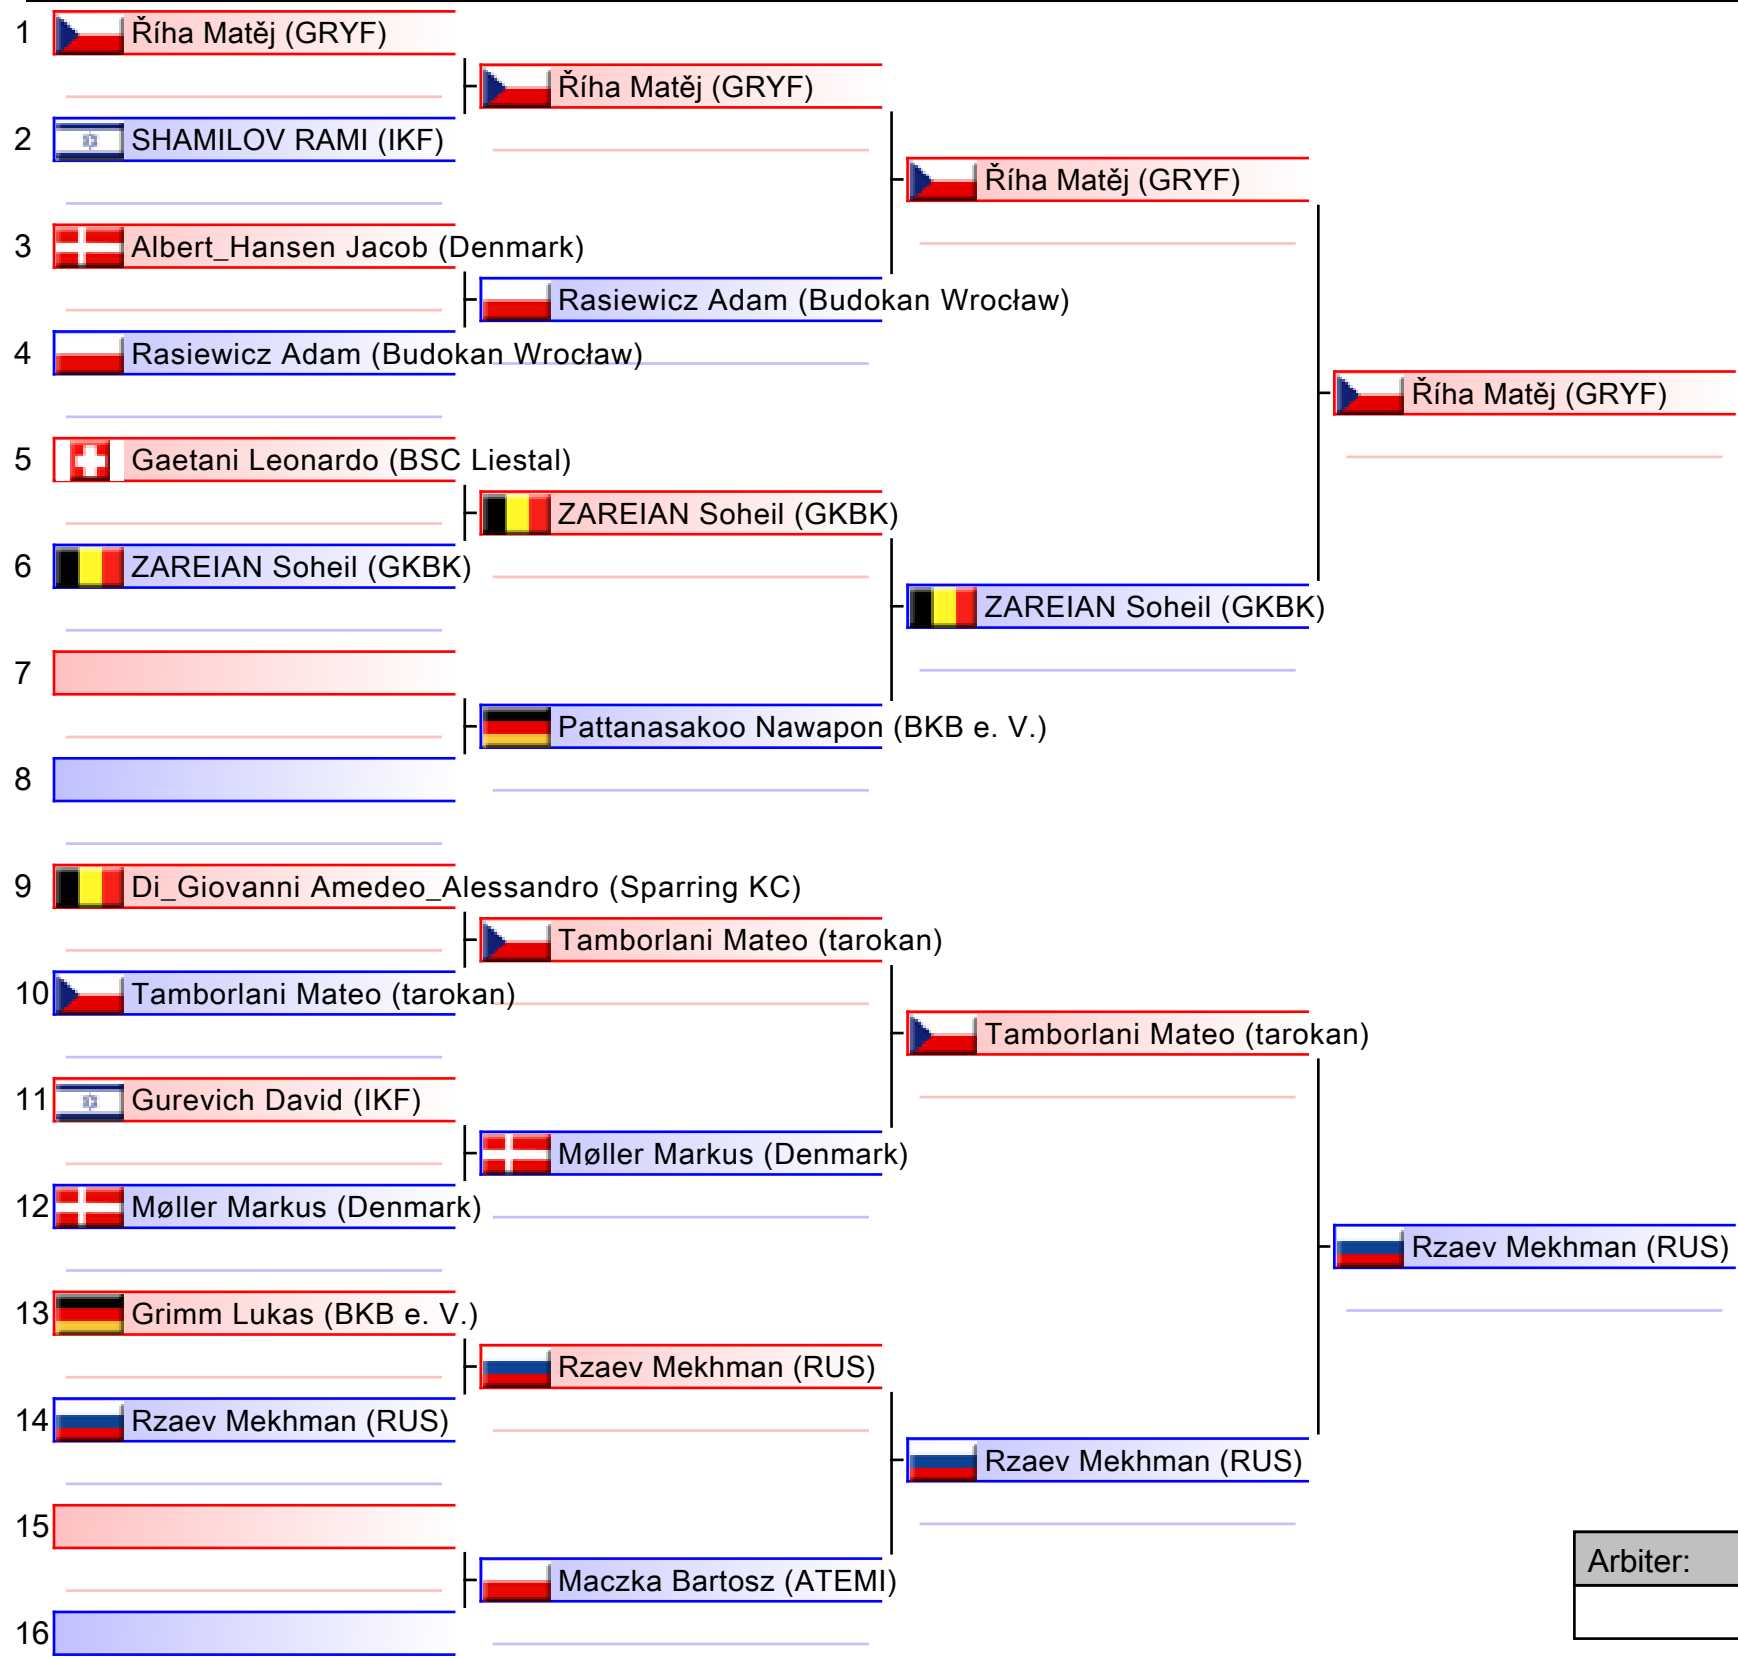 1 Říha Matěj (GRYF)
Říha Matěj (GRYF)
2 SHAMILOV RAMI (IKF)
Říha Matěj (GRYF)
3 Albert_Hansen Jacob (Denmark)
Rasiewicz Adam (Budokan Wrocław)
4 Rasiewicz Adam (Budokan Wrocław)
Říha Matěj (GRYF)
5 Gaetani Leonardo (BSC Liestal)
ZAREIAN Soheil (GKBK)
6 ZAREIAN Soheil (GKBK)
ZAREIAN Soheil (GKBK)
7
Pattanasakoo Nawapon (BKB e. V.)
8
9 Di_Giovanni Amedeo_Alessandro (Sparring KC)
Tamborlani Mateo (tarokan)
10 Tamborlani Mateo (tarokan)
Tamborlani Mateo (tarokan)
11 Gurevich David (IKF)
Møller Markus (Denmark)
12 Møller Markus (Denmark)
Rzaev Mekhman (RUS)
13 Grimm Lukas (BKB e. V.)
Rzaev Mekhman (RUS)
14 Rzaev Mekhman (RUS)
Rzaev Mekhman (RUS)
15
Arbiter:
Maczka Bartosz (ATEMI)
16